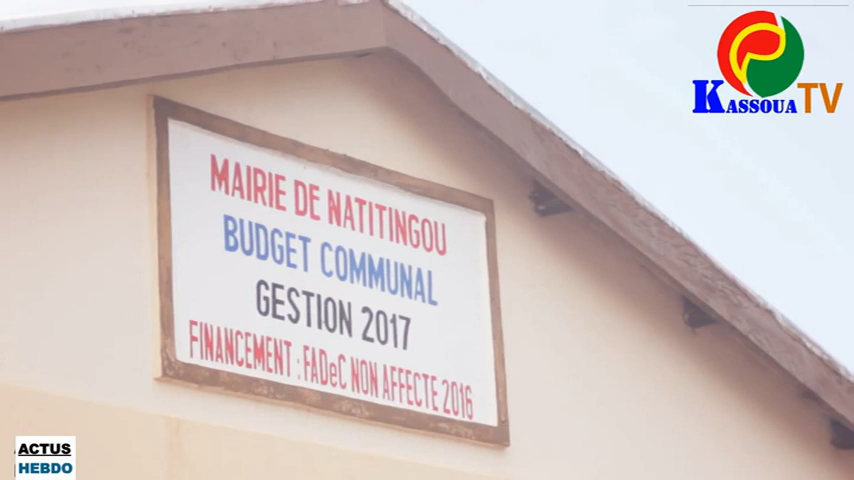 KASSOUA TV
MAIRIE DE NATITINGOU
BUDGET COMMUNAL
GESTION 2017
FINANCEMENT : FADeC NON AFFECTE 2016
ACTUS
HEBDO